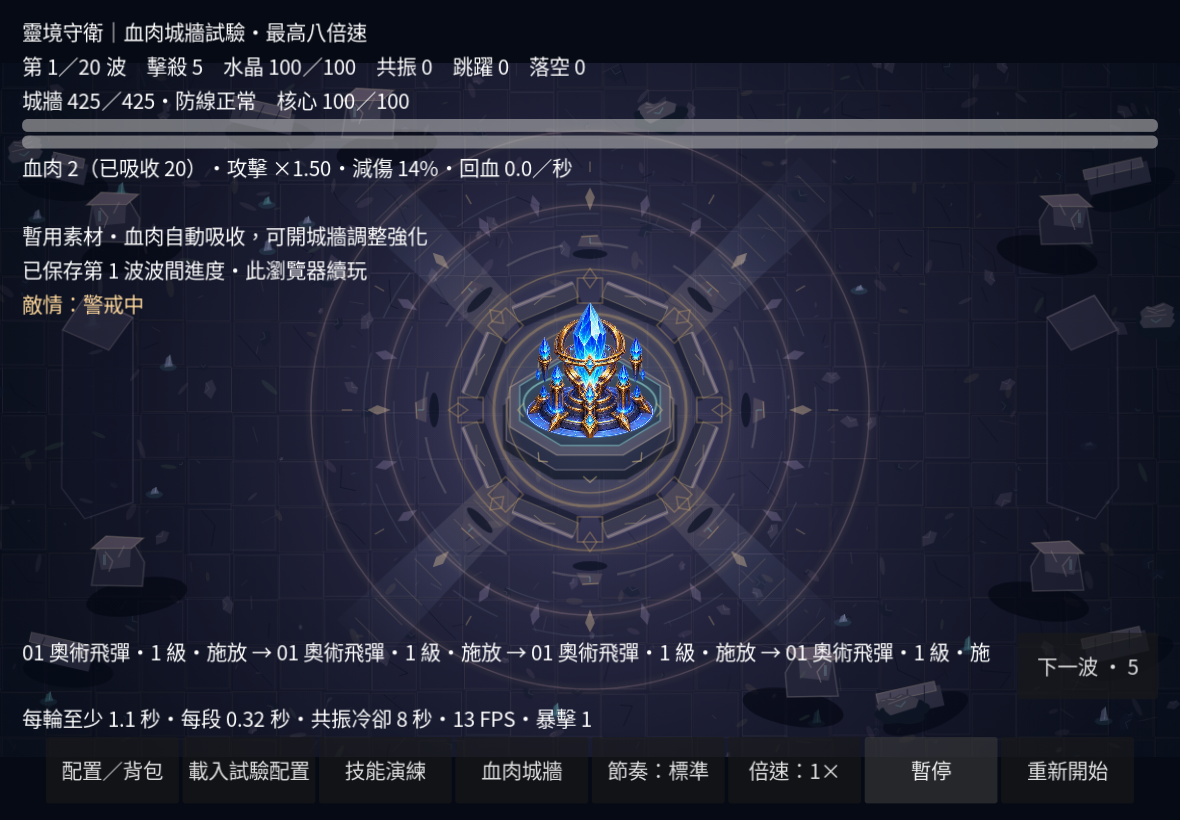 靈境守衛｜血肉城牆試驗・最高八倍速
第 1／20 波　擊殺 5　水晶 100／100　共振 0　跳躍 0　落空 0
城牆 425／425・防線正常　核心 100／100
血肉 2（已吸收 20）・攻擊 ×1.50・減傷 14%・回血 0.0／秒
暫用素材・血肉自動吸收，可開城牆調整強化
已保存第 1 波波間進度・此瀏覽器續玩
敵情：警戒中
01 奧術飛彈・1 級・施放 → 01 奧術飛彈・1 級・施放 → 01 奧術飛彈・1 級・施放 → 01 奧術飛彈・1 級・施
下一波 ・ 5
每輪至少 1.1 秒・每段 0.32 秒・共振冷卻 8 秒・13 FPS・暴擊 1
配置／背包　載入試驗配置　技能演練　血肉城牆　節奏：標準　倍速：1×　暫停　重新開始